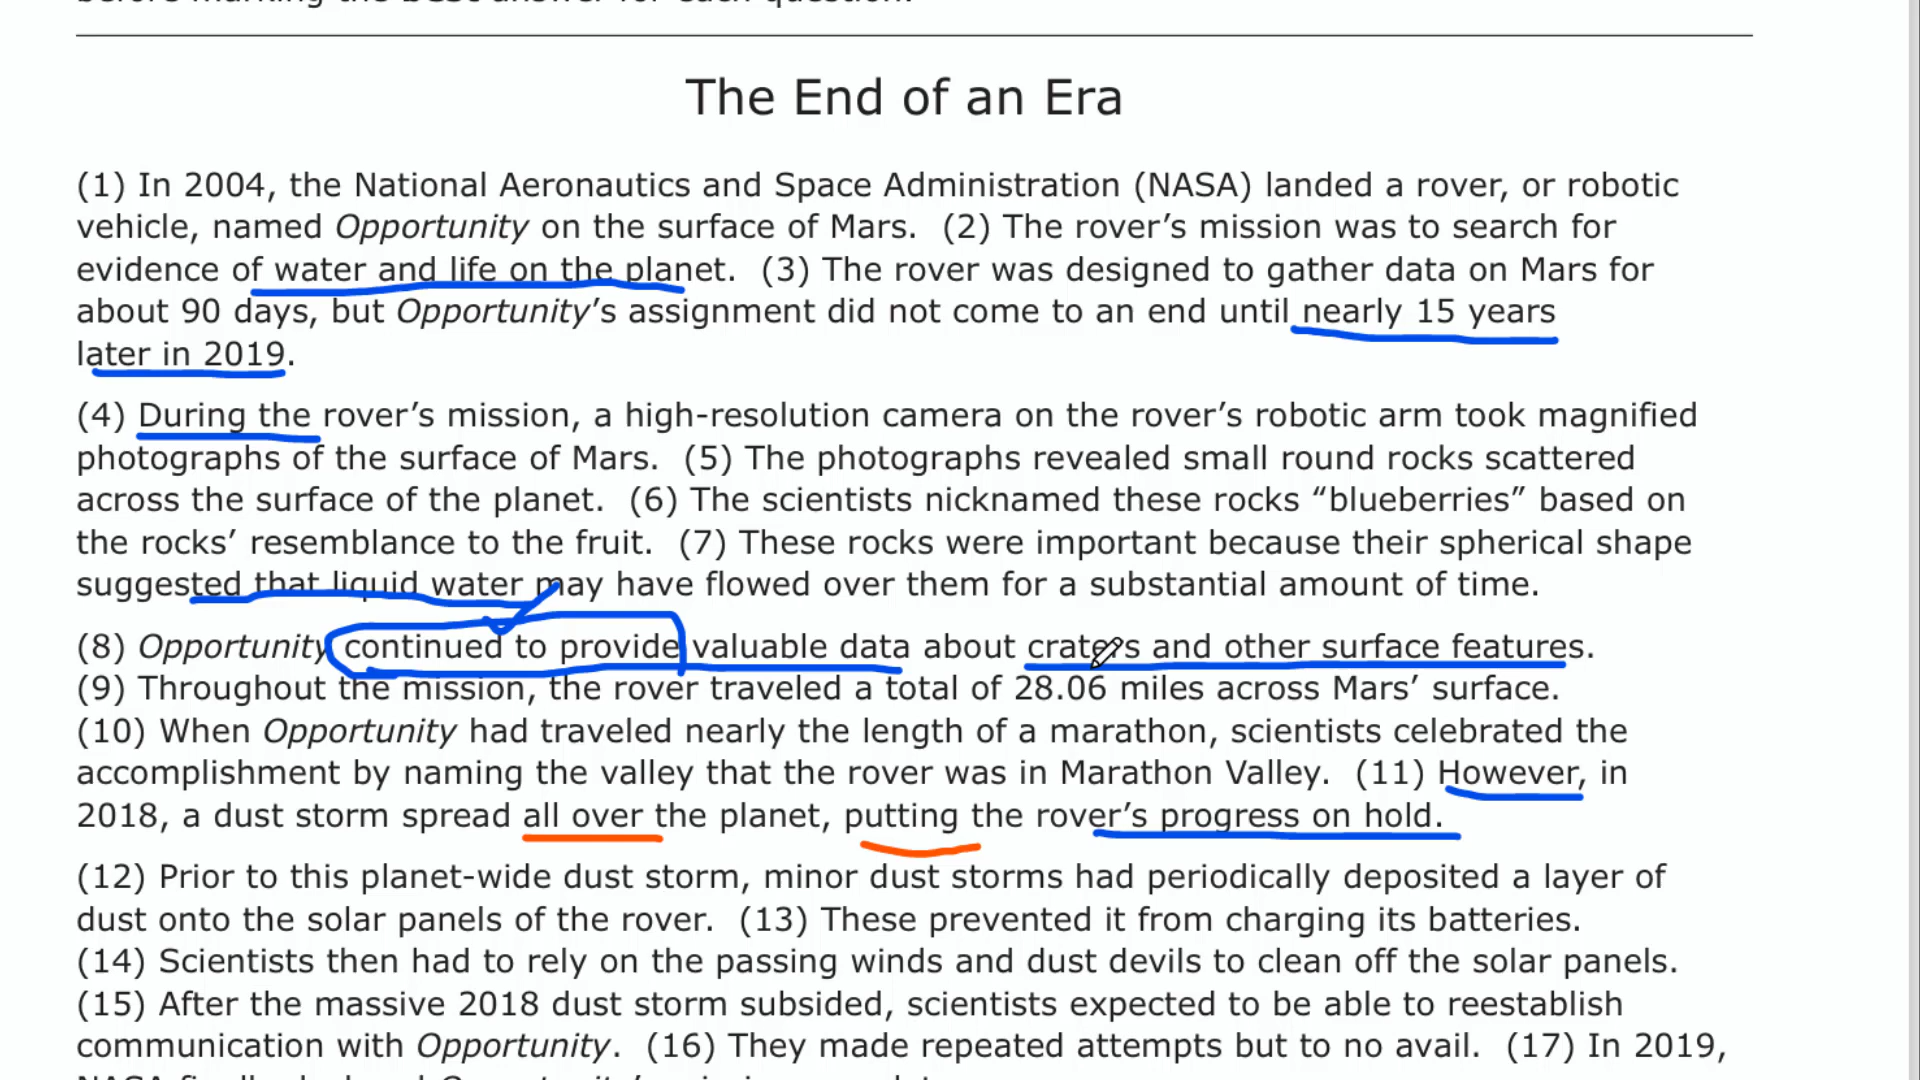 before marking the best answer for each question.
The End of an Era
(1) In 2004, the National Aeronautics and Space Administration (NASA) landed a rover, or robotic
vehicle, named Opportunity on the surface of Mars. (2) The rover’s mission was to search for
evidence of water and life on the planet. (3) The rover was designed to gather data on Mars for
about 90 days, but Opportunity’s assignment did not come to an end until nearly 15 years
later in 2019.
(4) During the rover’s mission, a high-resolution camera on the rover’s robotic arm took magnified
photographs of the surface of Mars. (5) The photographs revealed small round rocks scattered
across the surface of the planet. (6) The scientists nicknamed these rocks “blueberries” based on
the rocks’ resemblance to the fruit. (7) These rocks were important because their spherical shape
suggested that liquid water may have flowed over them for a substantial amount of time.
(8) Opportunity continued to provide valuable data about craters and other surface features.
(9) Throughout the mission, the rover traveled a total of 28.06 miles across Mars’ surface.
(10) When Opportunity had traveled nearly the length of a marathon, scientists celebrated the
accomplishment by naming the valley that the rover was in Marathon Valley. (11) However, in
2018, a dust storm spread all over the planet, putting the rover’s progress on hold.
(12) Prior to this planet-wide dust storm, minor dust storms had periodically deposited a layer of
dust onto the solar panels of the rover. (13) These prevented it from charging its batteries.
(14) Scientists then had to rely on the passing winds and dust devils to clean off the solar panels.
(15) After the massive 2018 dust storm subsided, scientists expected to be able to reestablish
communication with Opportunity. (16) They made repeated attempts but to no avail. (17) In 2019,